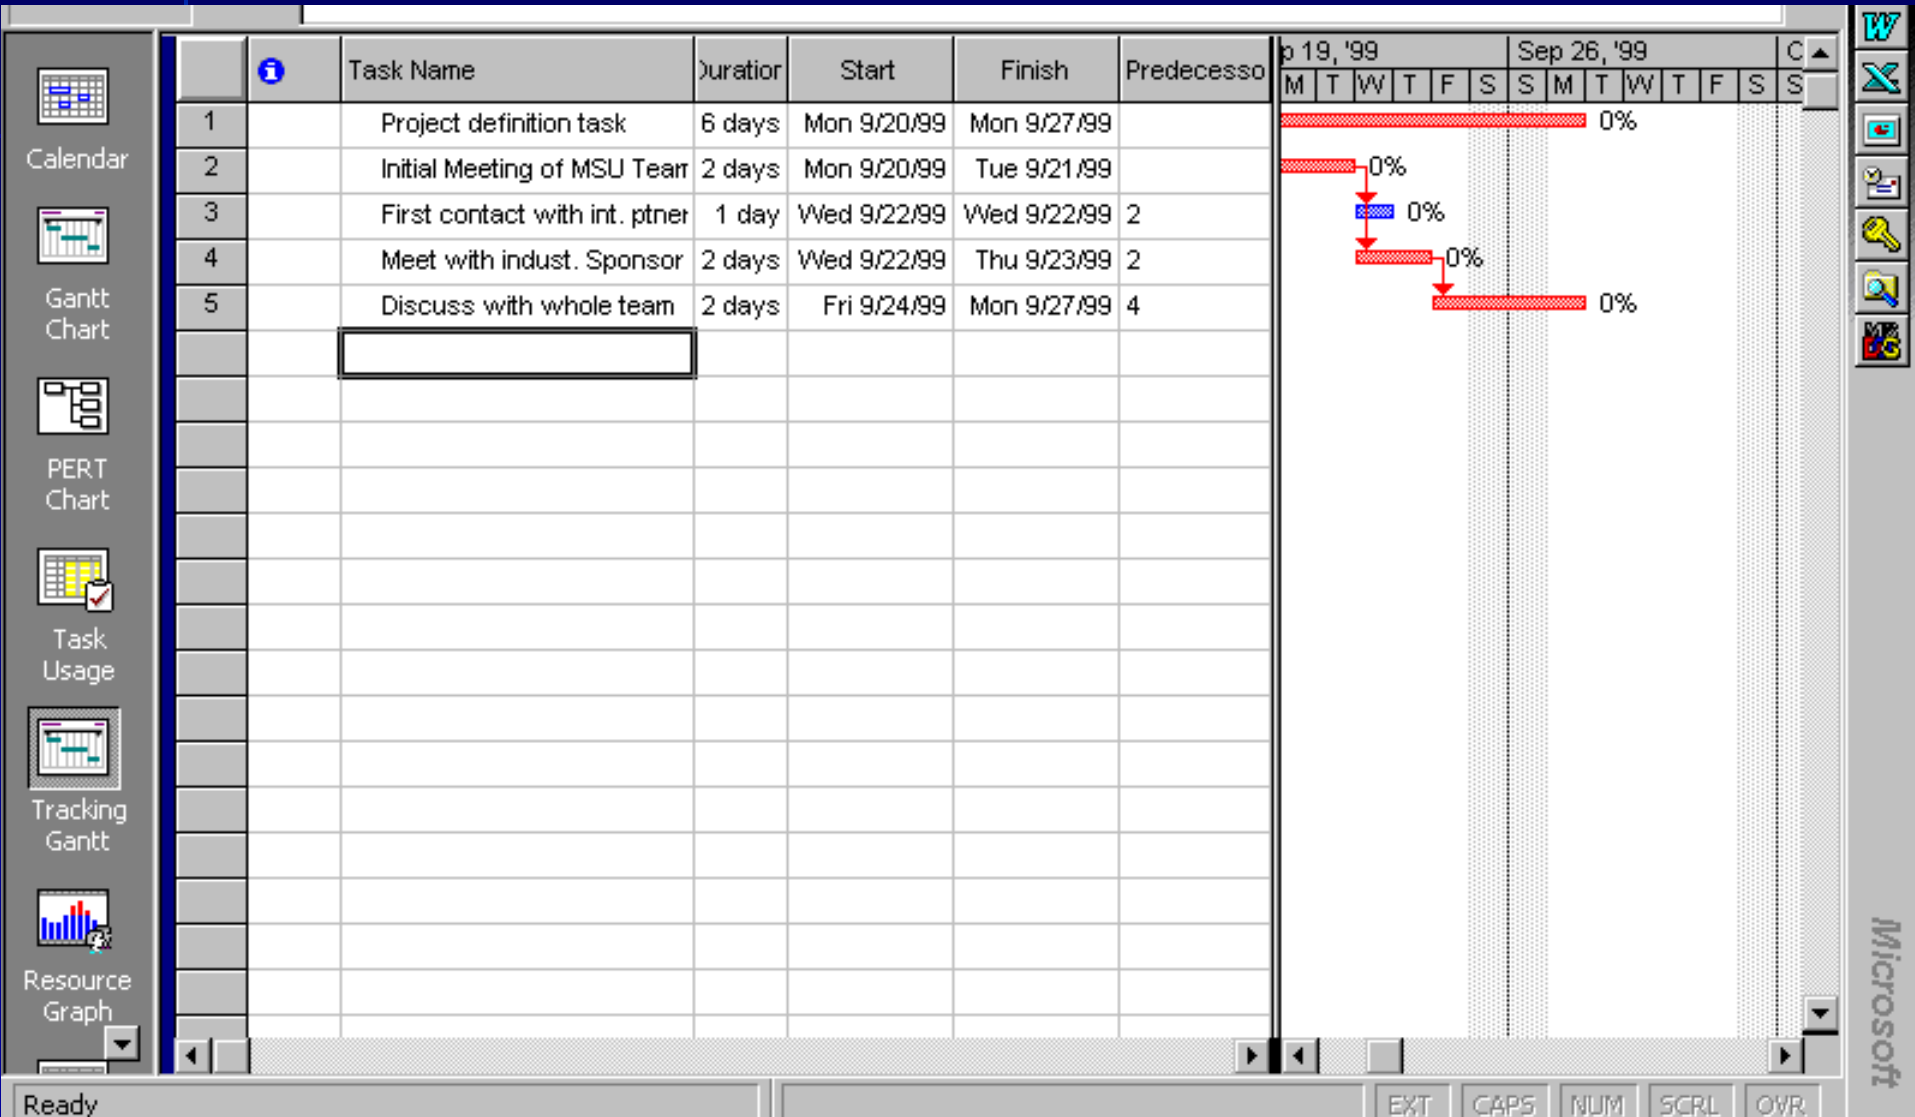 Task Name Duration Start Finish Predecesso
p 19, '99 Sep 26, '99
M T W T F S S M T W T F S S
1 Project definition task 6 days Mon 9/20/99 Mon 9/27/99 0%
2 Initial Meeting of MSU Team 2 days Mon 9/20/99 Tue 9/21/99 0%
3 First contact with int. ptner 1 day Wed 9/22/99 Wed 9/22/99 2 0%
4 Meet with indust. Sponsor 2 days Wed 9/22/99 Thu 9/23/99 2 0%
5 Discuss with whole team 2 days Fri 9/24/99 Mon 9/27/99 4 0%
Calendar
Gantt
Chart
PERT
Chart
Task
Usage
Tracking
Gantt
Resource
Graph
Microsoft
Ready EXT CAPS NUM SCRL OVR